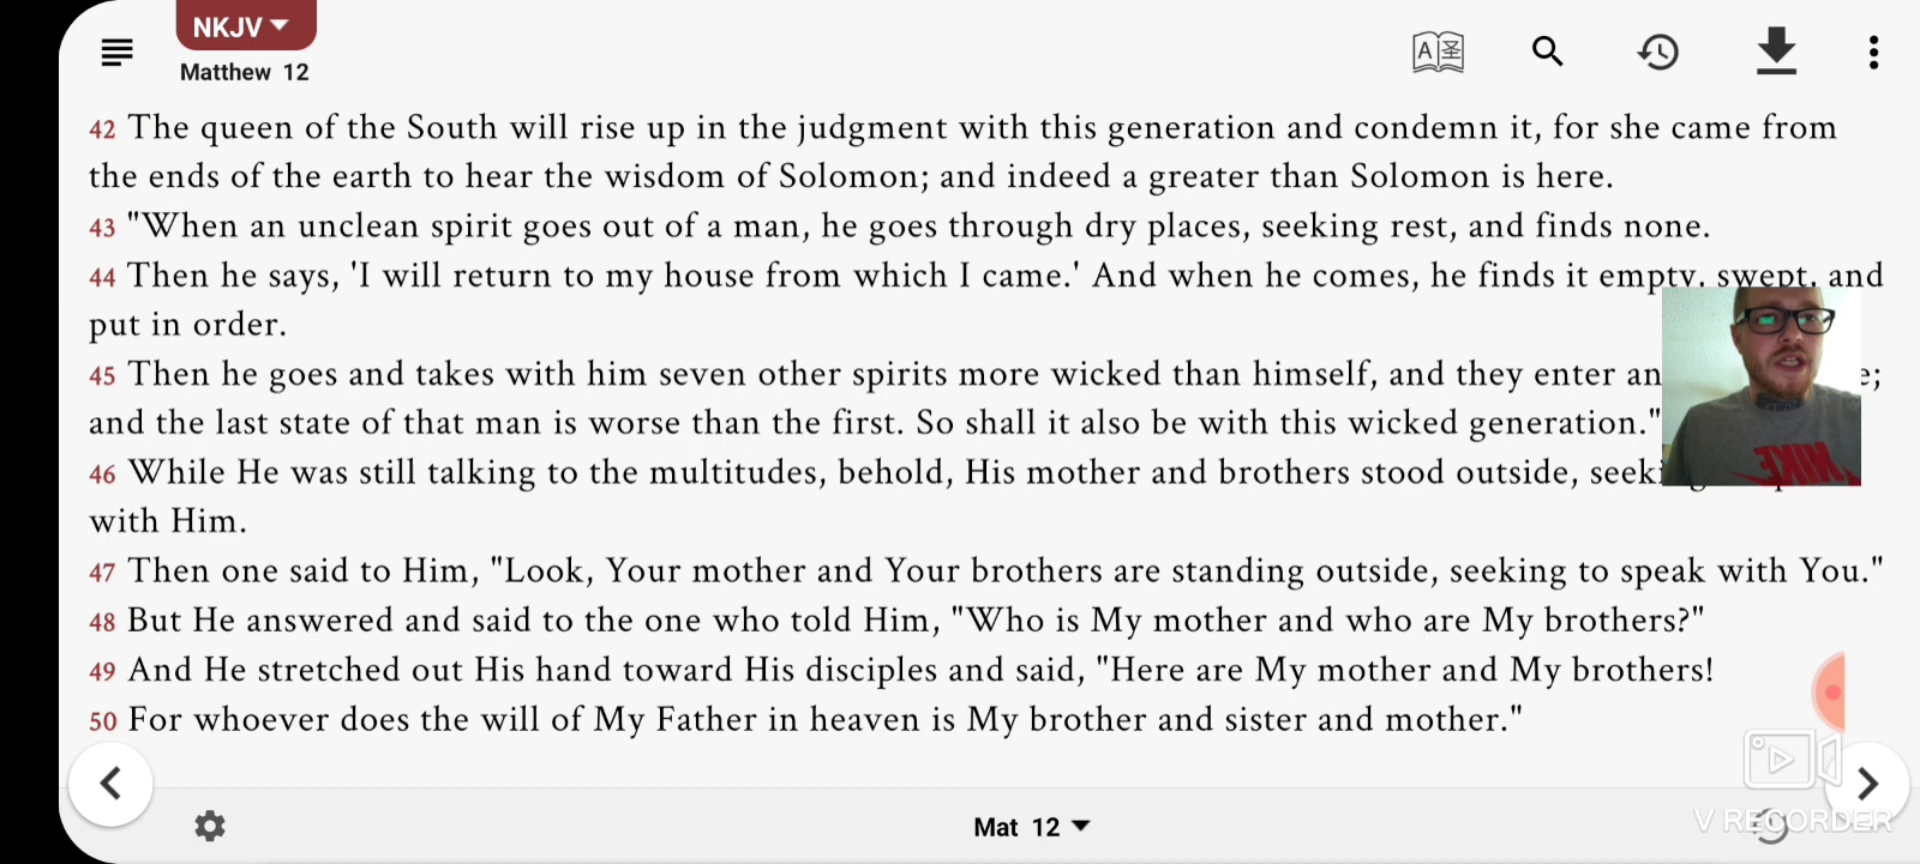 NKJV
Matthew 12
A 圣
42 The queen of the South will rise up in the judgment with this generation and condemn it, for she came from
the ends of the earth to hear the wisdom of Solomon; and indeed a greater than Solomon is here.
43 "When an unclean spirit goes out of a man, he goes through dry places, seeking rest, and finds none.
44 Then he says, 'I will return to my house from which I came.' And when he comes, he finds it empty, swept, and
put in order.
45 Then he goes and takes with him seven other spirits more wicked than himself, and they enter
and the last state of that man is worse than the first. So shall it also be with this wicked generation."
46 While He was still talking to the multitudes, behold, His mother and brothers stood outside,
with Him.
47 Then one said to Him, "Look, Your mother and Your brothers are standing outside, seeking to speak with You."
48 But He answered and said to the one who told Him, "Who is My mother and who are My brothers?"
49 And He stretched out His hand toward His disciples and said, "Here are My mother and My brothers!
50 For whoever does the will of My Father in heaven is My brother and sister and mother."
NIKE
Mat 12
V RECORDER